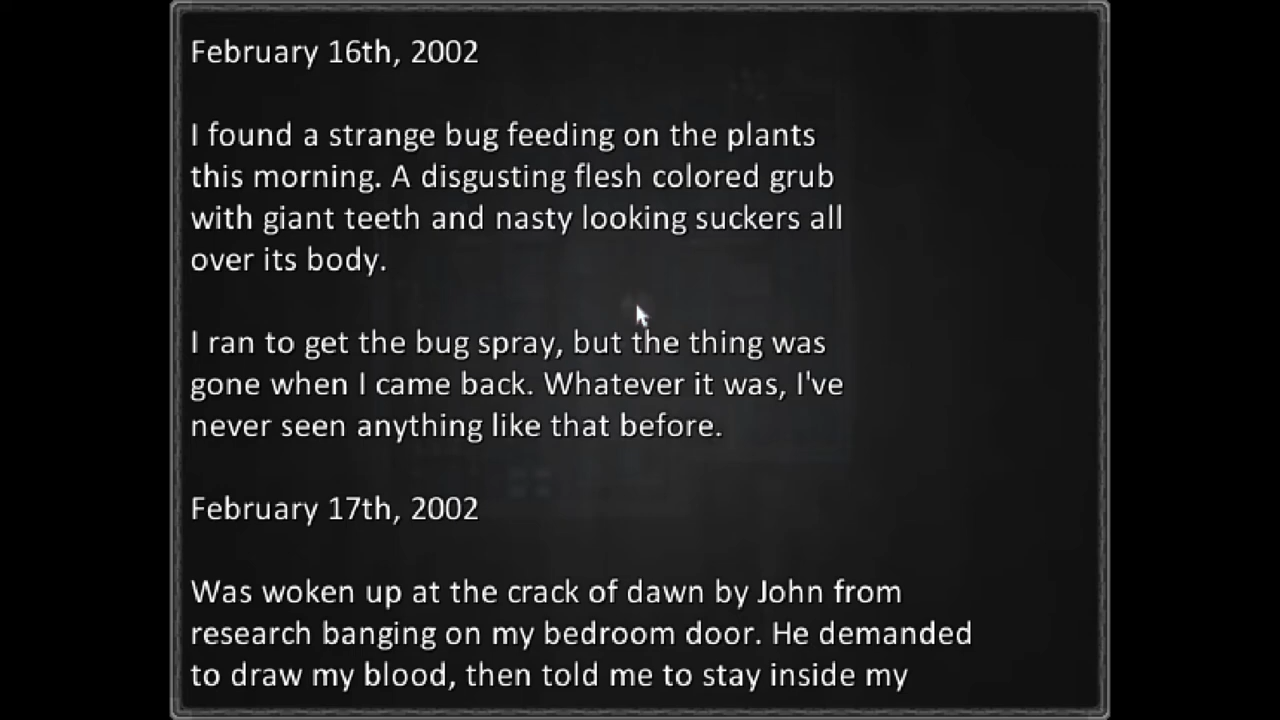 February 16th, 2002
I found a strange bug feeding on the plants
this morning. A disgusting flesh colored grub
with giant teeth and nasty looking suckers all
over its body.
I ran to get the bug spray, but the thing was
gone when I came back. Whatever it was, I've
never seen anything like that before.
February 17th, 2002
Was woken up at the crack of dawn by John from
research banging on my bedroom door. He demanded
to draw my blood, then told me to stay inside my